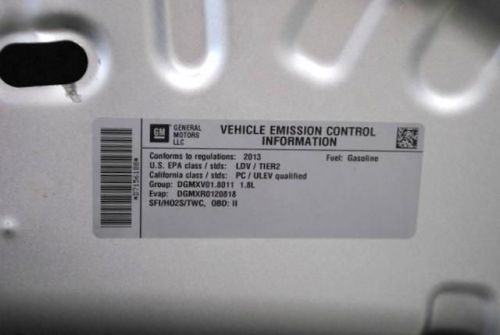 GM
GENERAL MOTORS LLC
VEHICLE EMISSION CONTROL INFORMATION
Conforms to regulations: 2013 Fuel: Gasoline
U.S. EPA class / stds: LDV / TIER2
California class / stds: PC / ULEV qualified
Group: DGMXV01.8011 1.8L
Evap: DGMXR0120818
SFI/HO2S/TWC, OBD: II